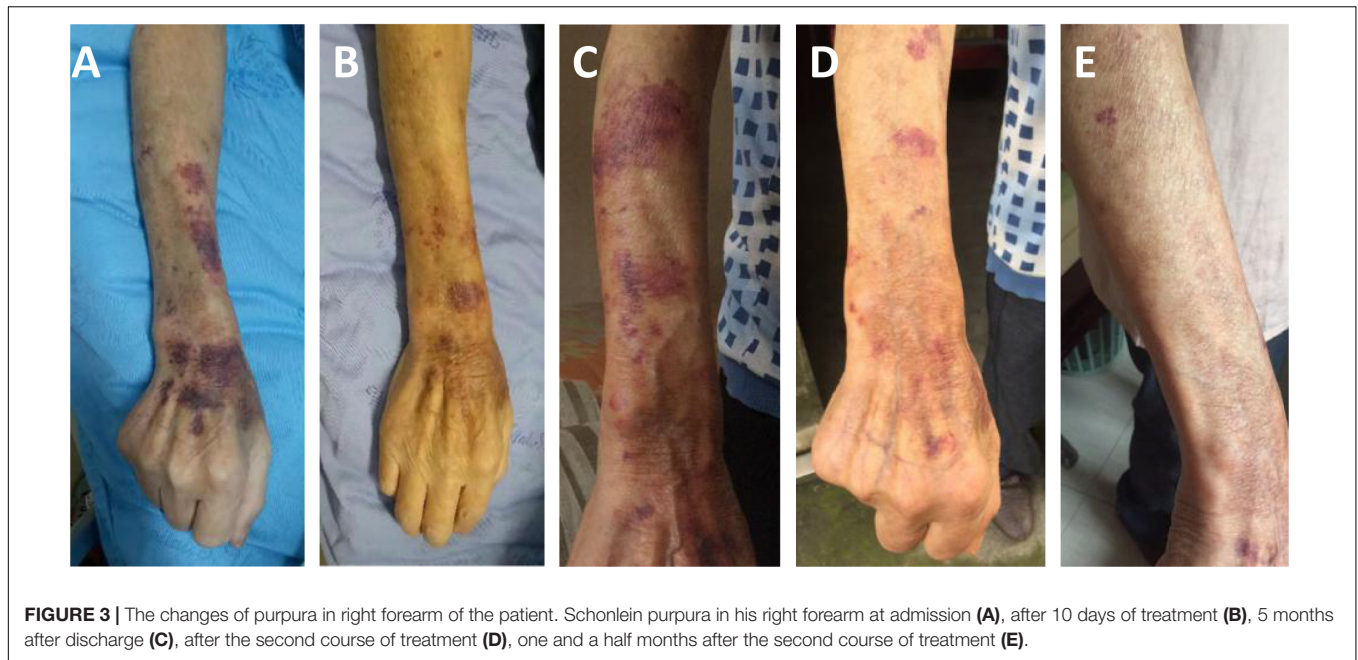 A B C D E
FIGURE 3 | The changes of purpura in right forearm of the patient. Schonlein purpura in his right forearm at admission (A), after 10 days of treatment (B), 5 months
after discharge (C), after the second course of treatment (D), one and a half months after the second course of treatment (E).